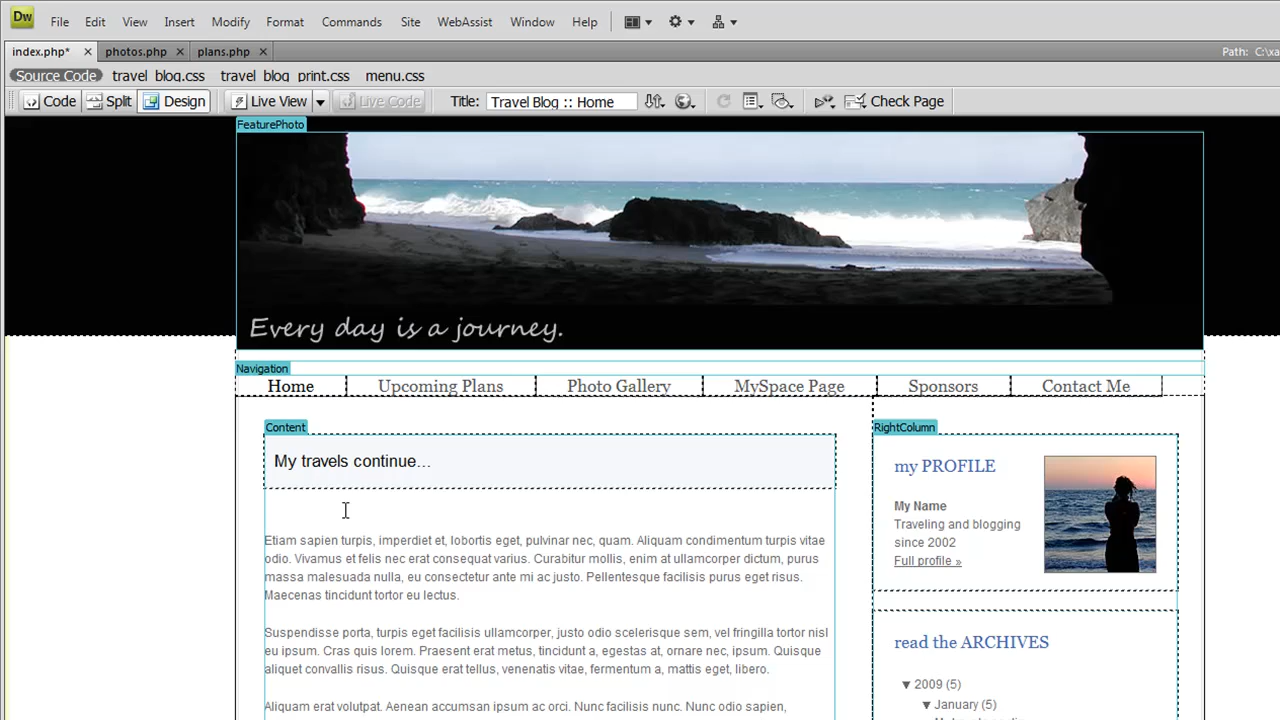 Dw File Edit View Insert Modify Format Commands Site WebAssist Window Help
index.php* photos.php plans.php Path: C:\xa
Source Code travel_blog.css travel_blog_print.css menu.css
Code Split Design Live View Live Code Title: Travel Blog :: Home Check Page
FeaturePhoto
Every day is a journey.
Navigation
Home Upcoming Plans Photo Gallery MySpace Page Sponsors Contact Me
Content
My travels continue...
Etiam sapien turpis, imperdiet et, lobortis eget, pulvinar nec, quam. Aliquam condimentum turpis vitae
odio. Vivamus et felis nec erat consequat varius. Curabitur mollis, enim at ullamcorper dictum, purus
massa malesuada nulla, eu consectetur ante mi ac justo. Pellentesque facilisis purus eget risus.
Maecenas tincidunt tortor eu lectus.
Suspendisse porta, turpis eget facilisis ullamcorper, justo odio scelerisque sem, vel fringilla tortor nisl
eu ipsum. Cras quis lorem. Praesent erat metus, tincidunt a, egestas at, ornare nec, ipsum. Quisque
aliquet convallis risus. Quisque erat tellus, venenatis vitae, fermentum a, mattis eget, libero.
Aliquam erat volutpat. Aenean accumsan ipsum ac orci. Nunc facilisis nunc. Nunc odio sapien,
RightColumn
my PROFILE
My Name
Traveling and blogging
since 2002
Full profile »
read the ARCHIVES
▼ 2009 (5)
▼ January (5)